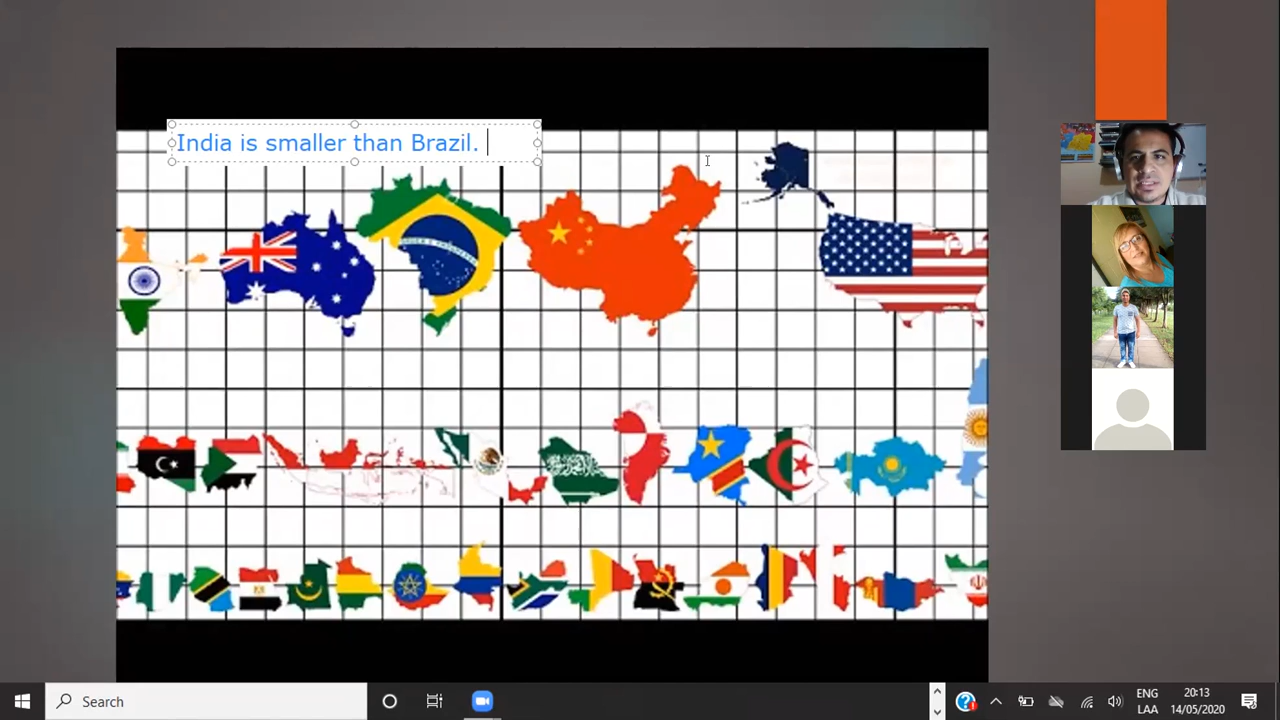 India is smaller than Brazil.
Search
ENG
LAA
20:13
14/05/2020